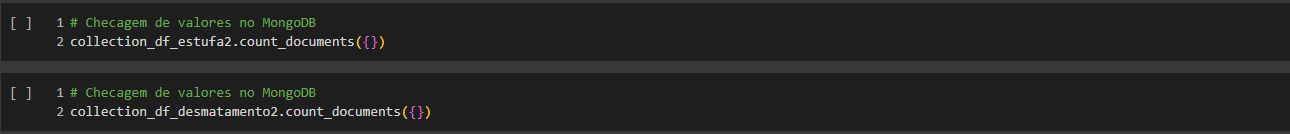 [ ] 1 # Checagem de valores no MongoDB
2 collection_df_estufa2.count_documents({})
[ ] 1 # Checagem de valores no MongoDB
2 collection_df_desmatamento2.count_documents({})